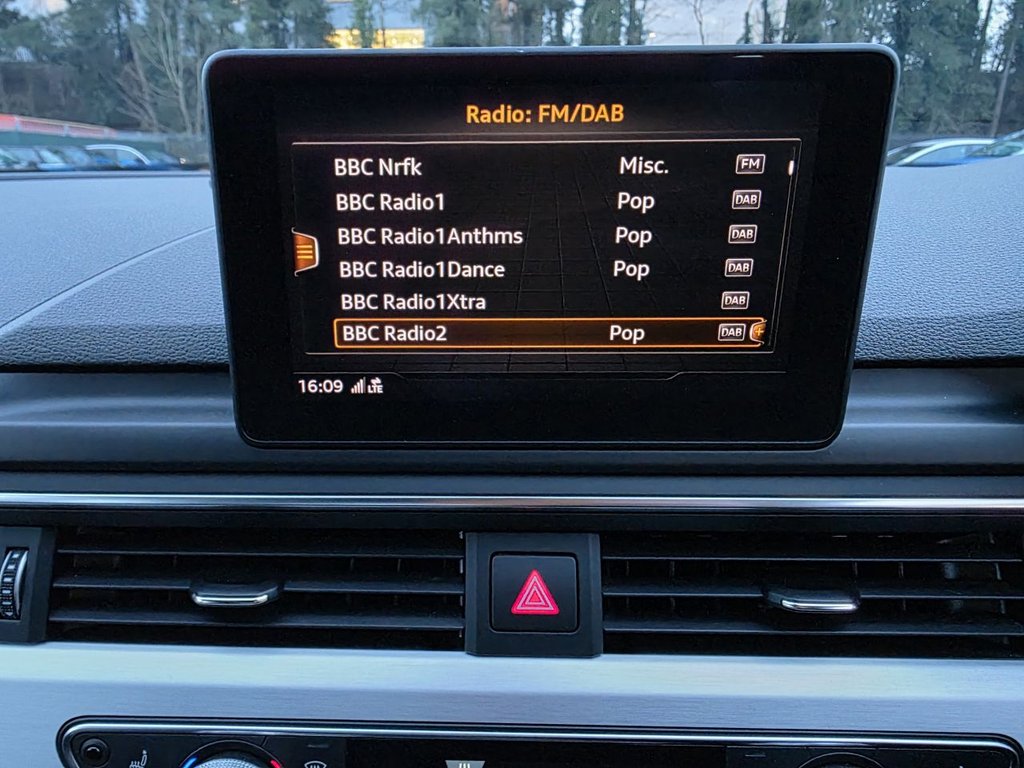 Radio: FM/DAB
BBC Nrfk Misc. FM
BBC Radio1 Pop DAB
BBC Radio1Anthms Pop DAB
BBC Radio1Dance Pop DAB
BBC Radio1Xtra DAB
BBC Radio2 Pop DAB
16:09 LTE